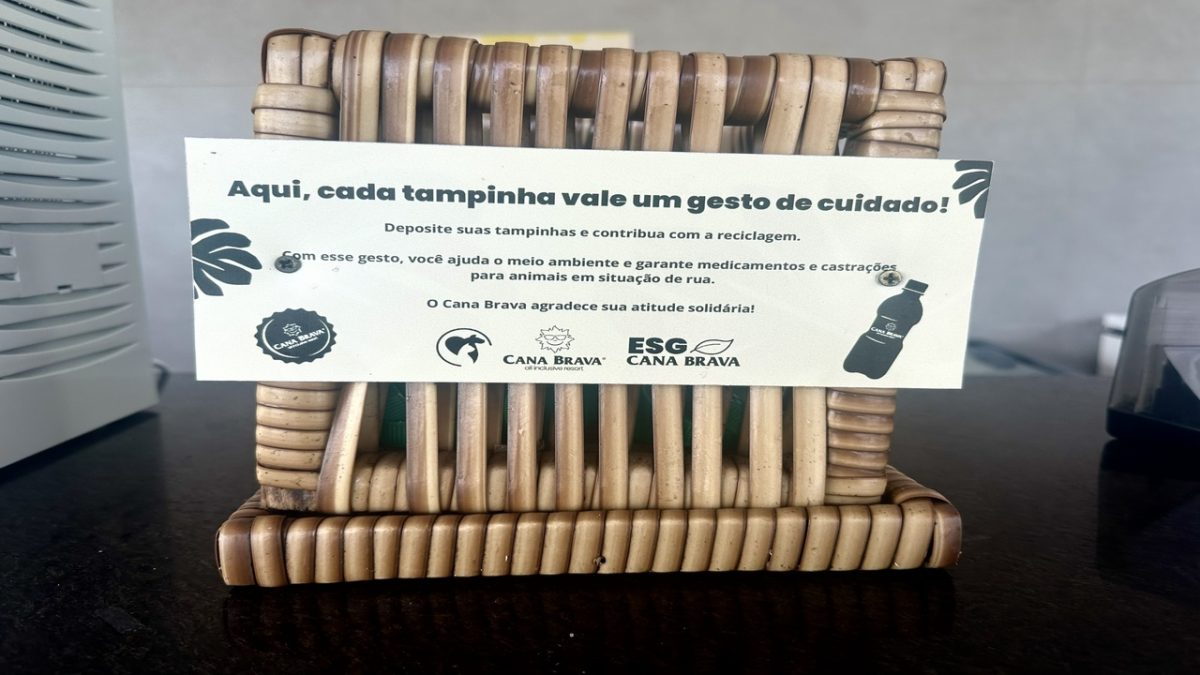 Aqui, cada tampinha vale um gesto de cuidado!
Deposite suas tampinhas e contribua com a reciclagem.
Com esse gesto, você ajuda o meio ambiente e garante medicamentos e castrações
para animais em situação de rua.
O Cana Brava agradece sua atitude solidária!
CANA BRAVA
CANA BRAVA
all inclusive resort
ESG
CANA BRAVA
CANA BRAVA